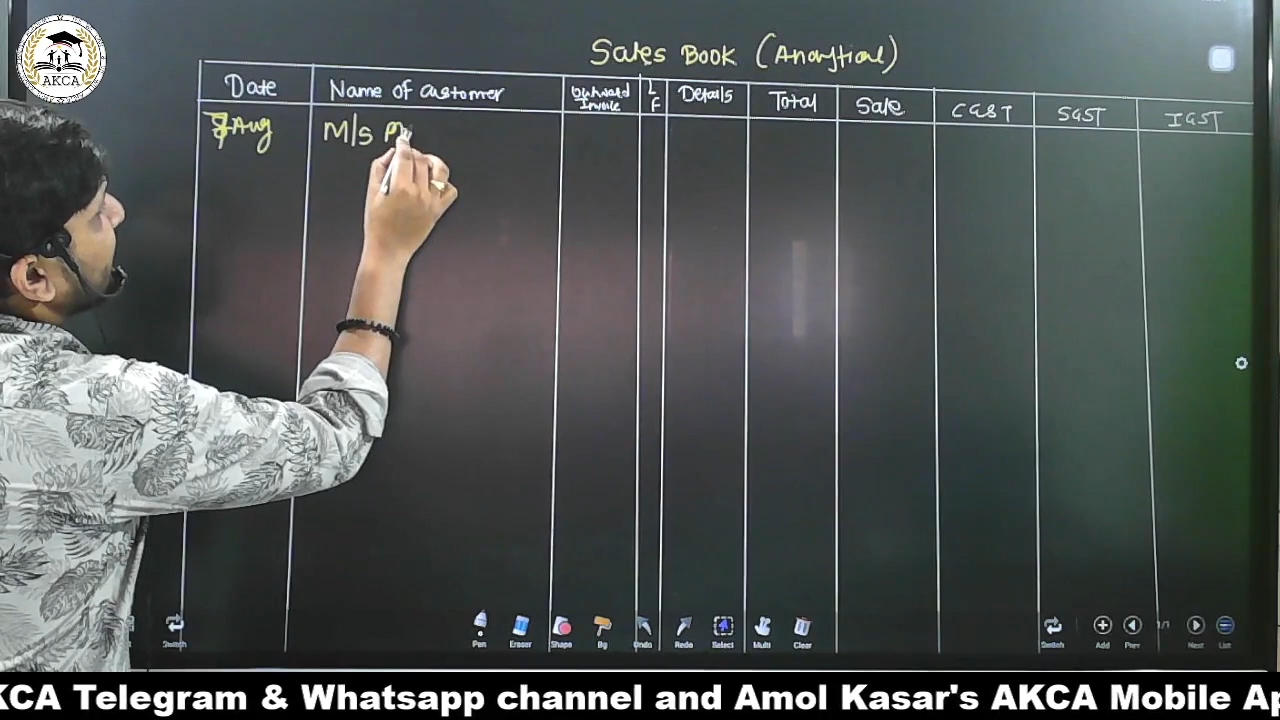 AKCA
Sales Book (Analytical)
Date Name of Customer Outward Invoice L F Details Total Sale CGST SGST IGST
7 Aug M/s P
Switch Pen Eraser Shape Bg Undo Redo Select Multi Clear Switch Add Prev 1/1 Next List
KCA Telegram & Whatsapp channel and Amol Kasar's AKCA Mobile Ap